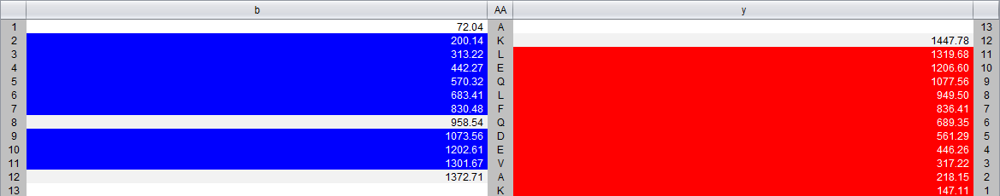 b AA y
1 72.04 A 13
2 200.14 K 1447.78 12
3 313.22 L 1319.68 11
4 442.27 E 1206.60 10
5 570.32 Q 1077.56 9
6 683.41 L 949.50 8
7 830.48 F 836.41 7
8 958.54 Q 689.35 6
9 1073.56 D 561.29 5
10 1202.61 E 446.26 4
11 1301.67 V 317.22 3
12 1372.71 A 218.15 2
13 K 147.11 1